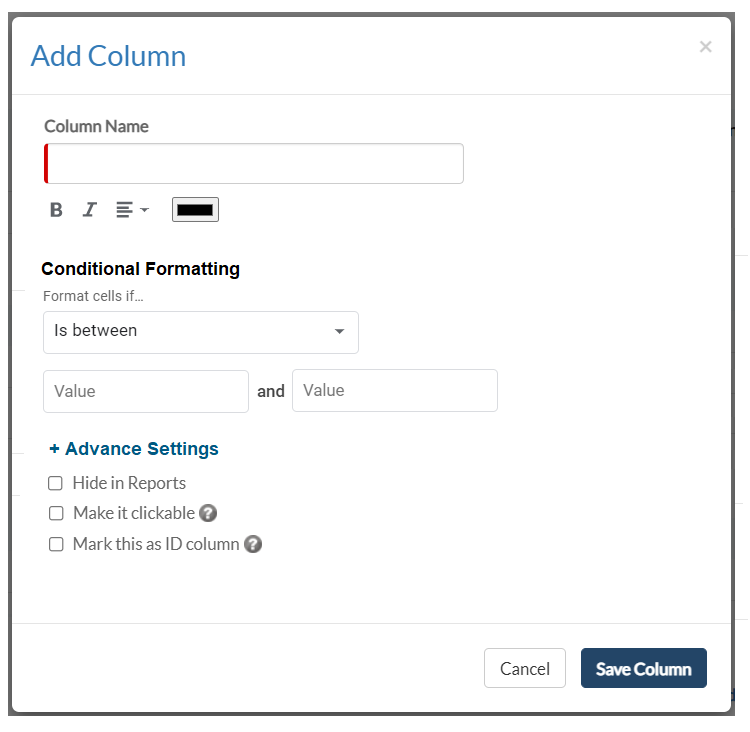 Add Column
×
Column Name
B I
Conditional Formatting
Format cells if...
Is between
Value and Value
+ Advance Settings
Hide in Reports
Make it clickable ?
Mark this as ID column ?
Cancel Save Column